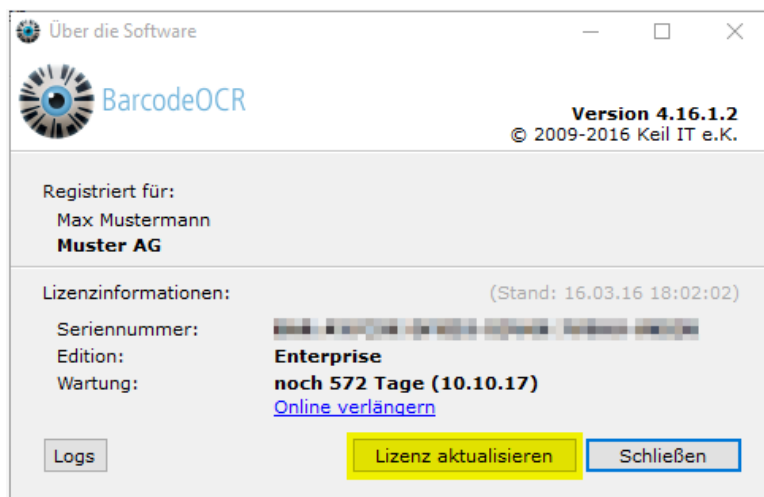 Über die Software
BarcodeOCR
Version 4.16.1.2
© 2009-2016 Keil IT e.K.
Registriert für:
Max Mustermann
Muster AG
Lizenzinformationen: (Stand: 16.03.16 18:02:02)
Seriennummer:
Edition: Enterprise
Wartung: noch 572 Tage (10.10.17)
Online verlängern
Logs Lizenz aktualisieren Schließen